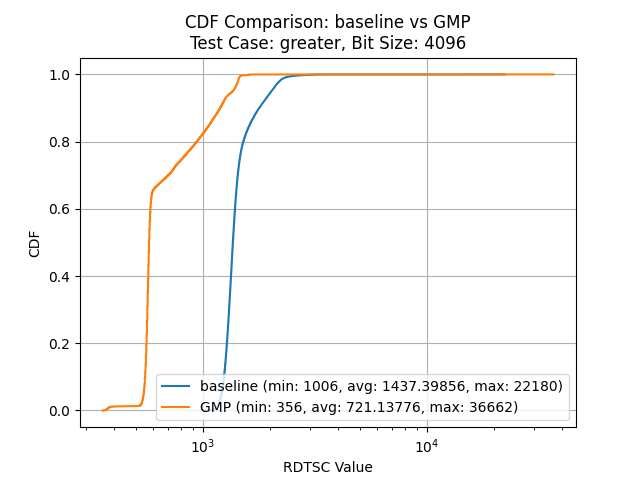 CDF Comparison: baseline vs GMP
Test Case: greater, Bit Size: 4096
CDF
1.0
0.8
0.6
0.4
0.2
0.0
baseline (min: 1006, avg: 1437.39856, max: 22180)
GMP (min: 356, avg: 721.13776, max: 36662)
10³
10⁴
RDTSC Value